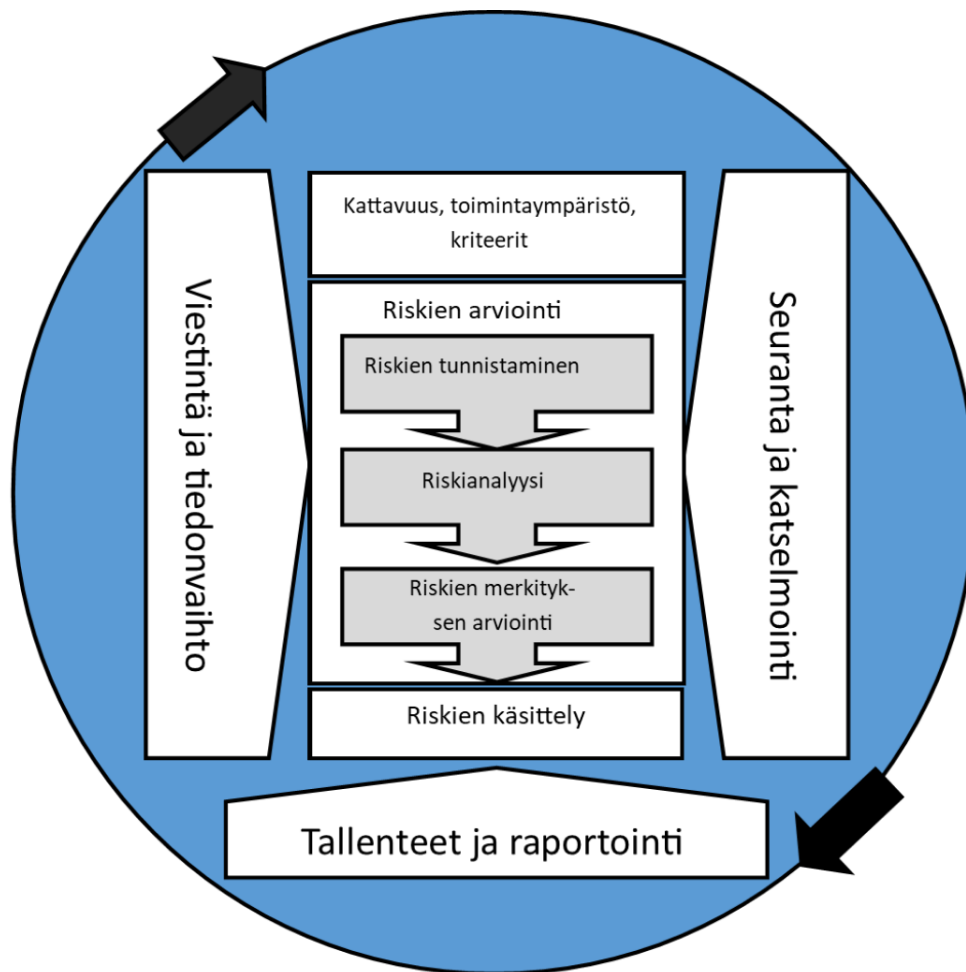 Kattavuus, toimintaympäristö,
kriteerit
Viestintä ja tiedonvaihto
Riskien arviointi
Riskien tunnistaminen
Riskianalyysi
Riskien merkityk-
sen arviointi
Riskien käsittely
Seuranta ja katselmointi
Tallenteet ja raportointi